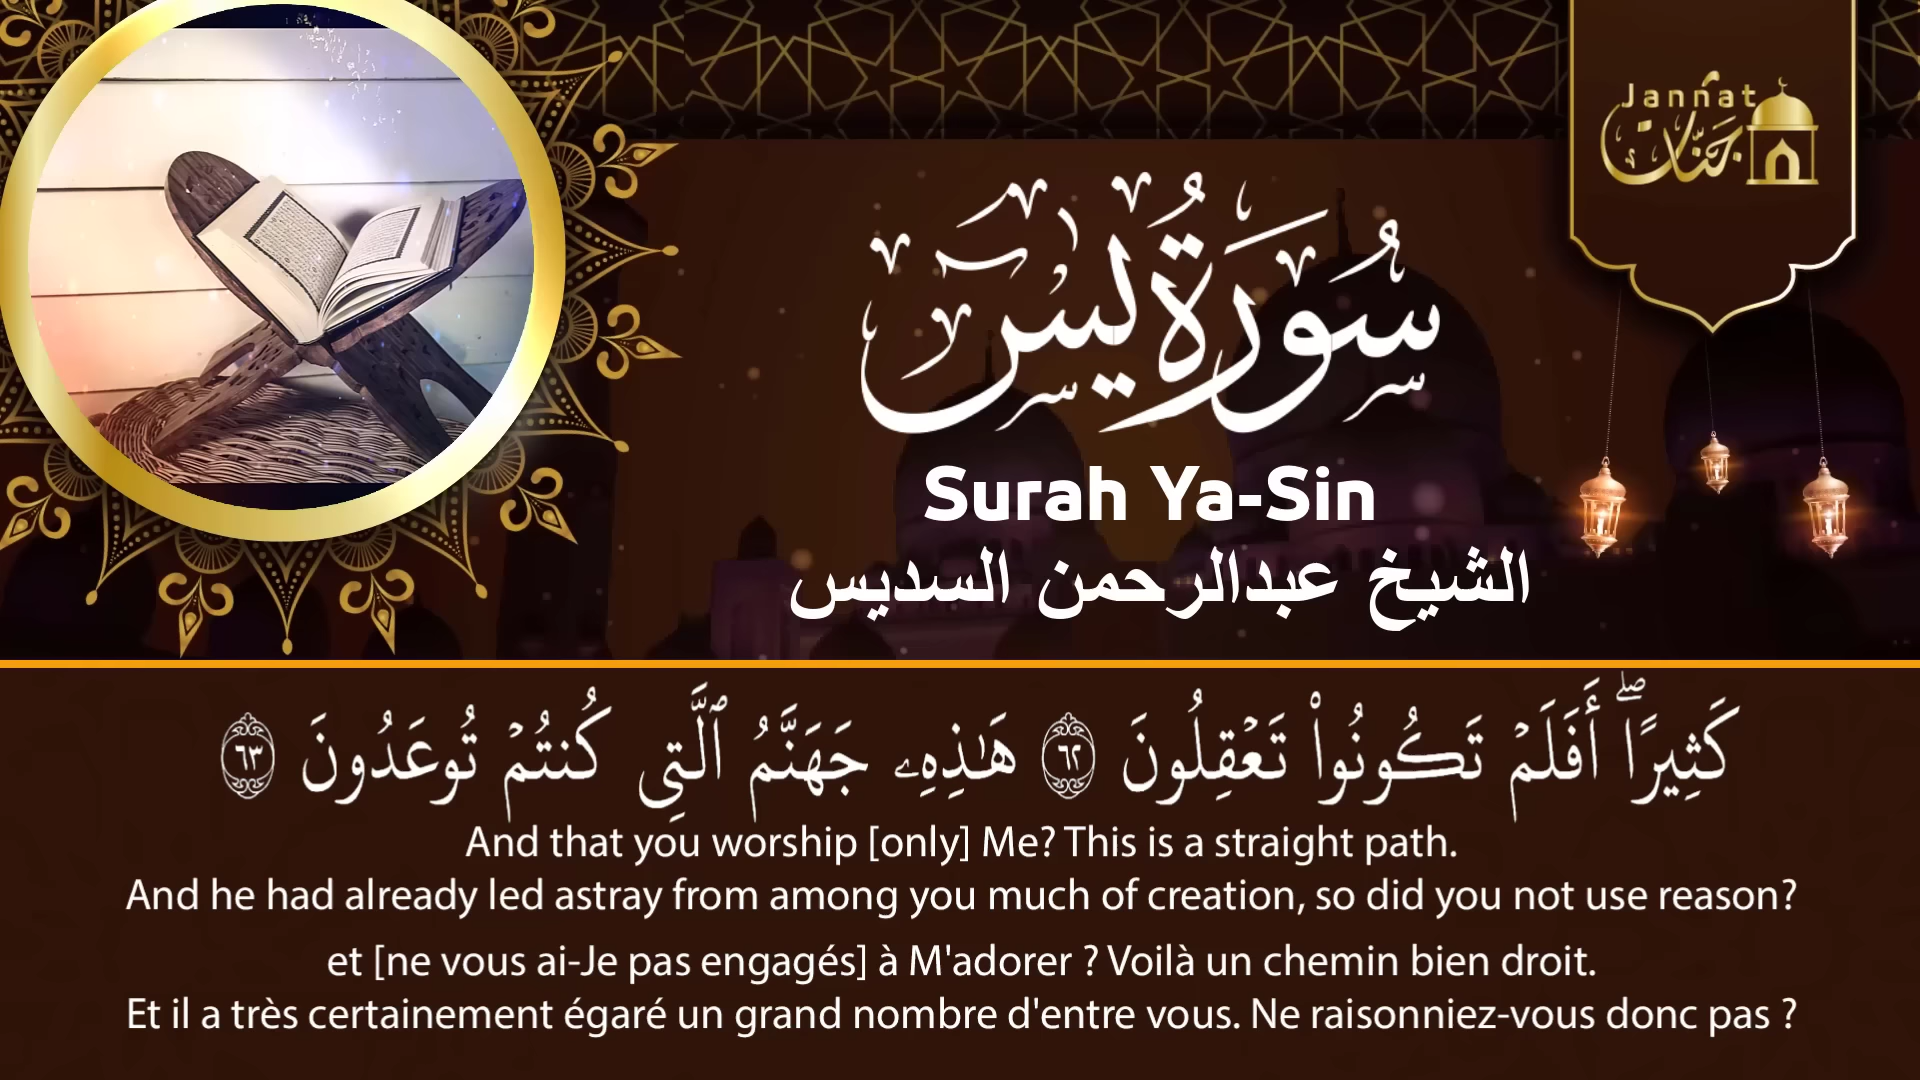 Jannat
جنات
سُورَةُ يسٓ
Surah Ya-Sin
الشيخ عبدالرحمن السديس
كَثِيرًاۖ أَفَلَمۡ تَكُونُواْ تَعۡقِلُونَ ٦٢ هَٰذِهِۦ جَهَنَّمُ ٱلَّتِي كُنتُمۡ تُوعَدُونَ ٦٣
And that you worship [only] Me? This is a straight path.
And he had already led astray from among you much of creation, so did you not use reason?
et [ne vous ai-Je pas engagés] à M'adorer ? Voilà un chemin bien droit.
Et il a très certainement égaré un grand nombre d'entre vous. Ne raisonniez-vous donc pas ?